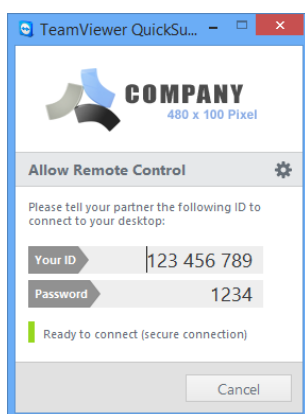 TeamViewer QuickSu...
COMPANY
480 x 100 Pixel
Allow Remote Control
Please tell your partner the following ID to
connect to your desktop:
Your ID 123 456 789
Password 1234
Ready to connect (secure connection)
Cancel